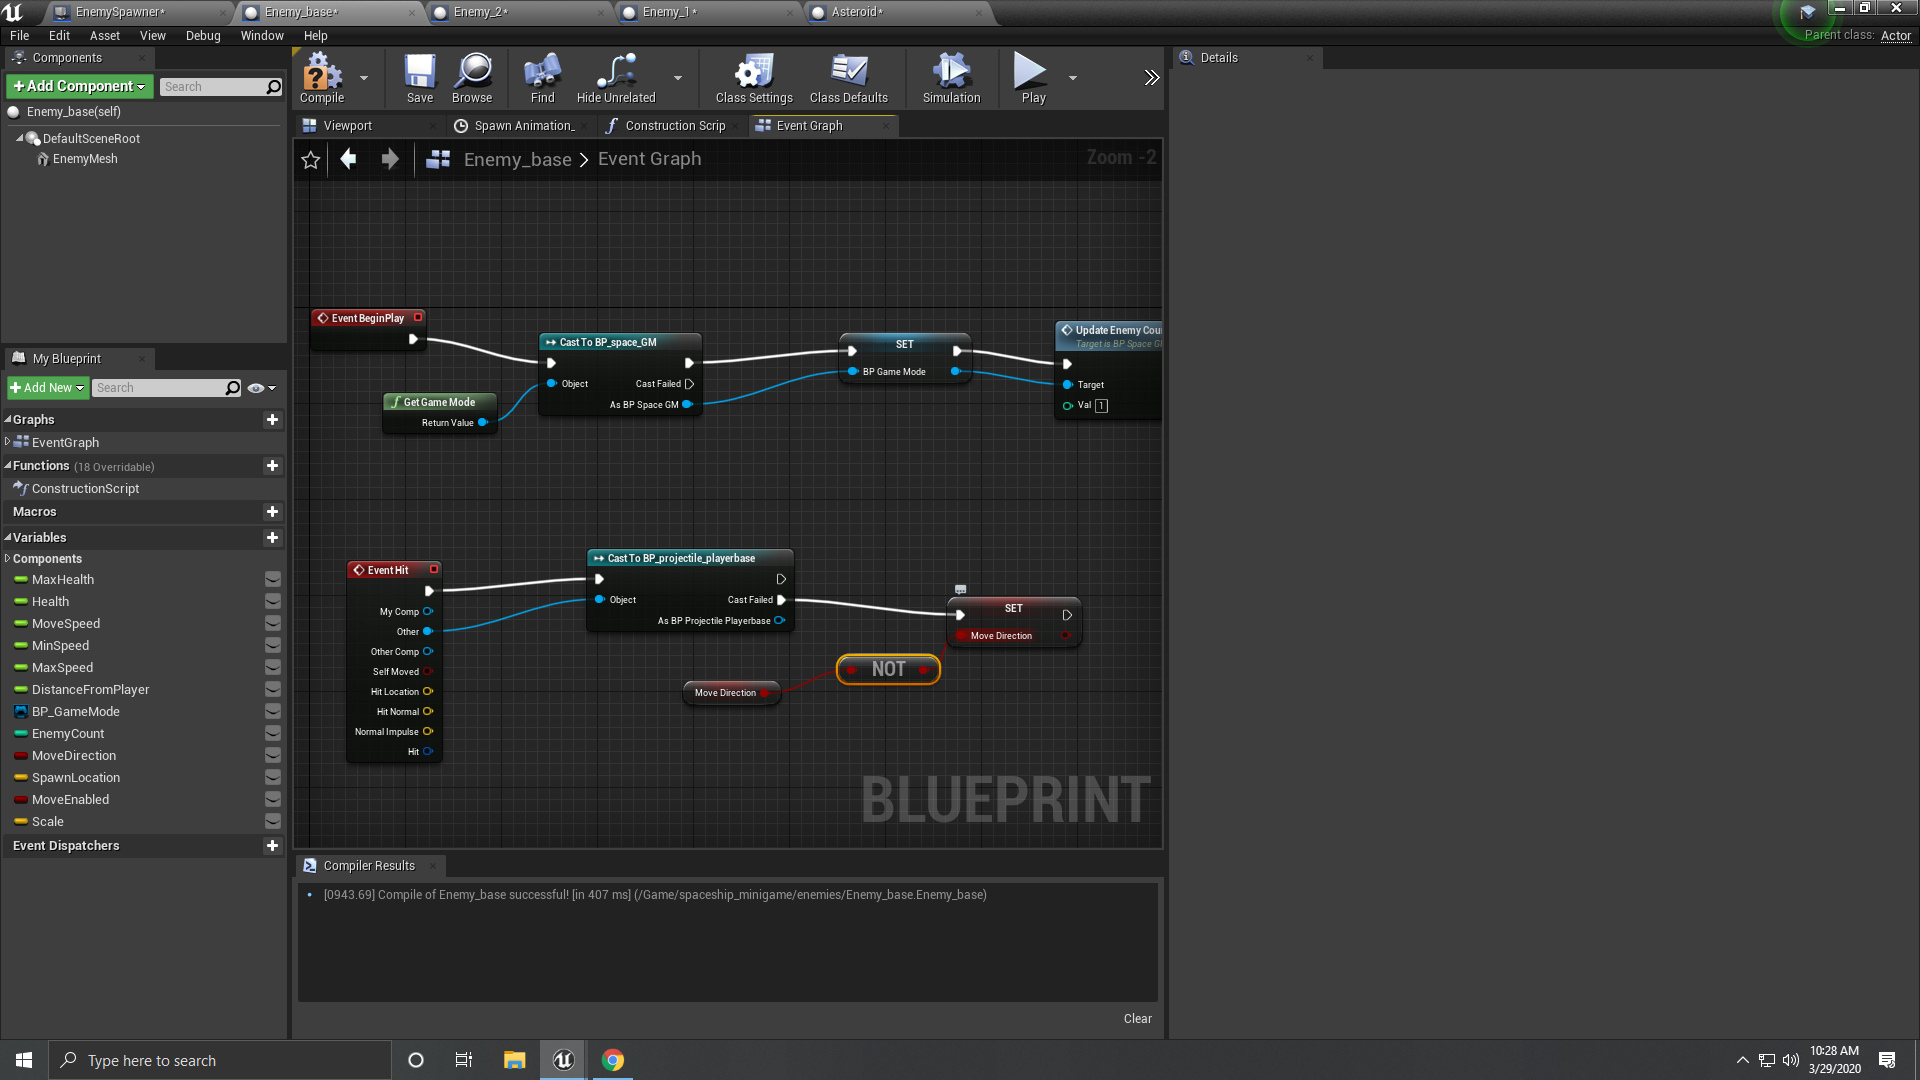 EnemySpawner*
Enemy_base*
Enemy_2*
Enemy_1*
Asteroid*
File Edit Asset View Debug Window Help
Parent class: Actor
Components
+Add Component
Search
Enemy_base(self)
DefaultSceneRoot
EnemyMesh
My Blueprint
+Add New
Search
Graphs
EventGraph
Functions (18 Overridable)
ConstructionScript
Macros
Variables
Components
MaxHealth
Health
MoveSpeed
MinSpeed
MaxSpeed
DistanceFromPlayer
BP_GameMode
EnemyCount
MoveDirection
SpawnLocation
MoveEnabled
Scale
Event Dispatchers
Compile
Save
Browse
Find
Hide Unrelated
Class Settings
Class Defaults
Simulation
Play
Viewport
Spawn Animation_
Construction Scrip
Event Graph
Enemy_base > Event Graph
Zoom -2
Event BeginPlay
Get Game Mode
Return Value
Cast To BP_space_GM
Object
Cast Failed
As BP Space GM
SET
BP Game Mode
Update Enemy Cou
Target is BP Space G
Target
Val 1
Event Hit
My Comp
Other
Other Comp
Self Moved
Hit Location
Hit Normal
Normal Impulse
Hit
Cast To BP_projectile_playerbase
Object
Cast Failed
As BP Projectile Playerbase
Move Direction
NOT
SET
Move Direction
BLUEPRINT
Compiler Results
[0943.69] Compile of Enemy_base successful! [in 407 ms] (/Game/spaceship_minigame/enemies/Enemy_base.Enemy_base)
Clear
Details
Type here to search
10:28 AM
3/29/2020